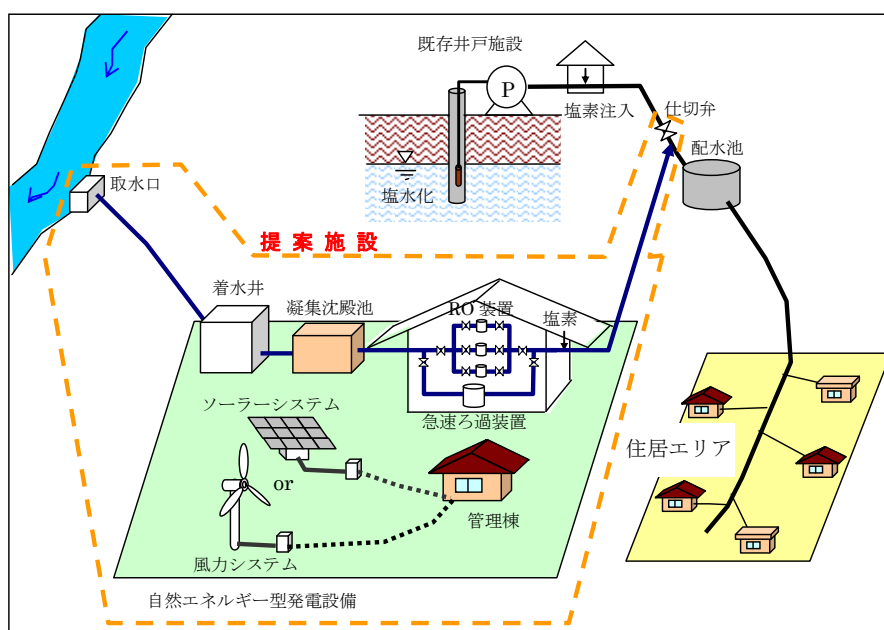 既存井戸施設
P
塩素注入
仕切弁
配水池
取水口
塩水化
提案施設
着水井
凝集沈殿池
RO 装置
塩素
ソーラーシステム
急速ろ過装置
住居エリア
or
管理棟
風力システム
自然エネルギー型発電設備